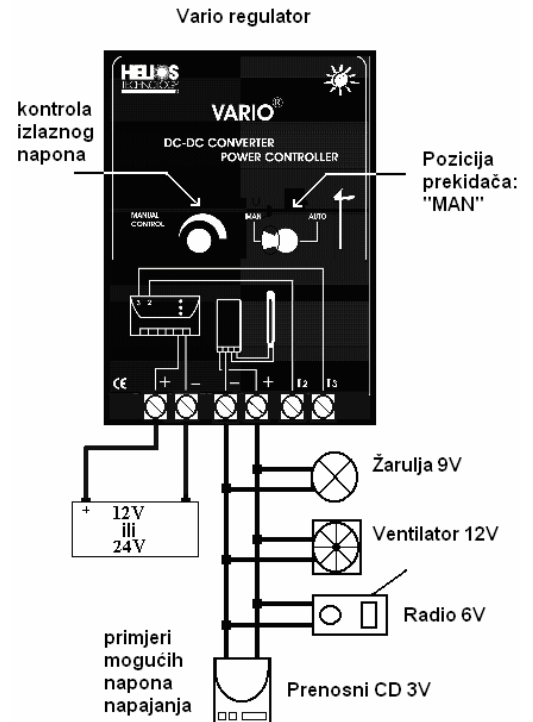 Vario regulator
HELIOS
TECHNOLOGY
VARIO®
DC-DC CONVERTER
POWER CONTROLLER
kontrola
izlaznog
napona
Pozicija
prekidača:
"MAN"
MANUAL
CONTROL
MAN
AUTO
3 2
CE + - - + T2 T3
+ 12V
ili
24V
Žarulja 9V
Ventilator 12V
Radio 6V
primjeri
mogućih
napona
napajanja
Prenosni CD 3V